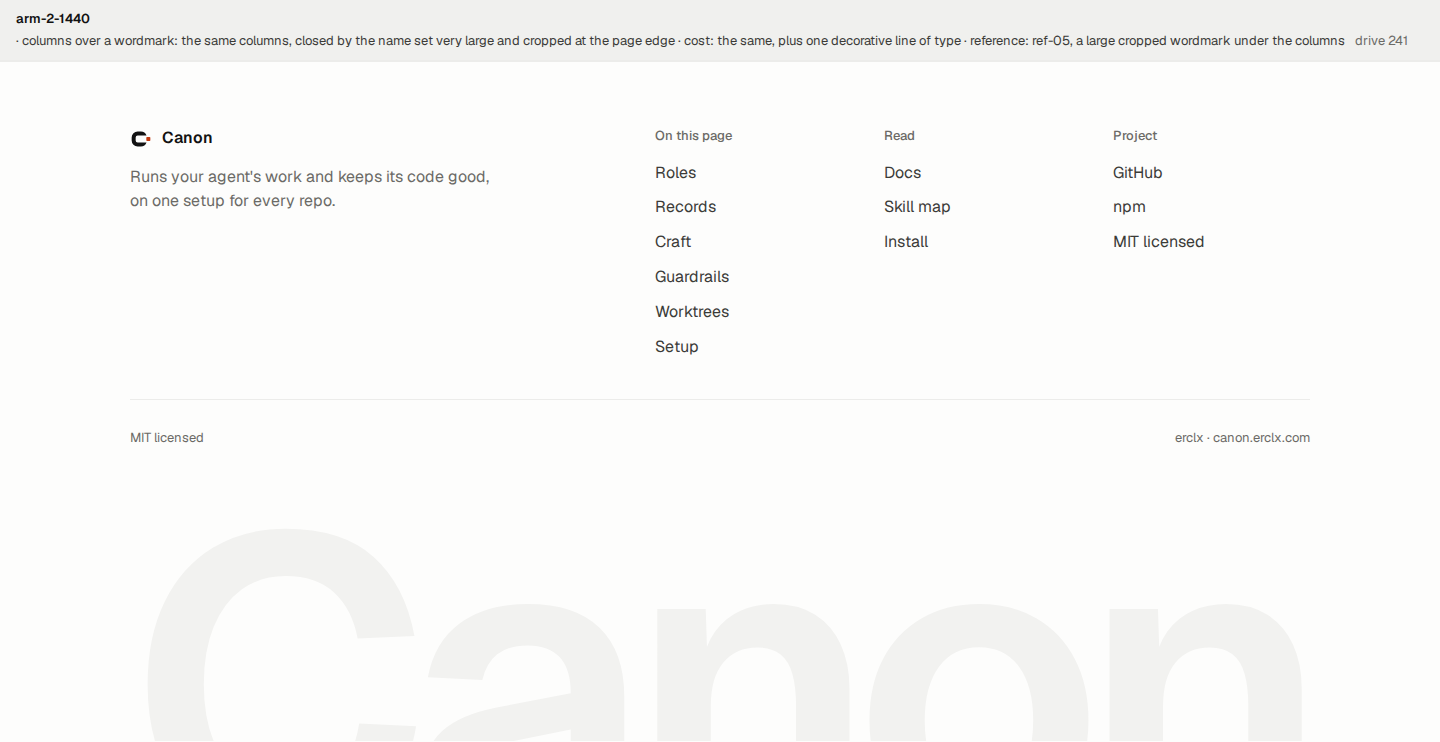 arm-2-1440
· columns over a wordmark: the same columns, closed by the name set very large and cropped at the page edge · cost: the same, plus one decorative line of type · reference: ref-05, a large cropped wordmark under the columns drive 241
Canon
Runs your agent's work and keeps its code good,
on one setup for every repo.
On this page
Roles
Records
Craft
Guardrails
Worktrees
Setup
Read
Docs
Skill map
Install
Project
GitHub
npm
MIT licensed
MIT licensed
erclx · canon.erclx.com
Canon